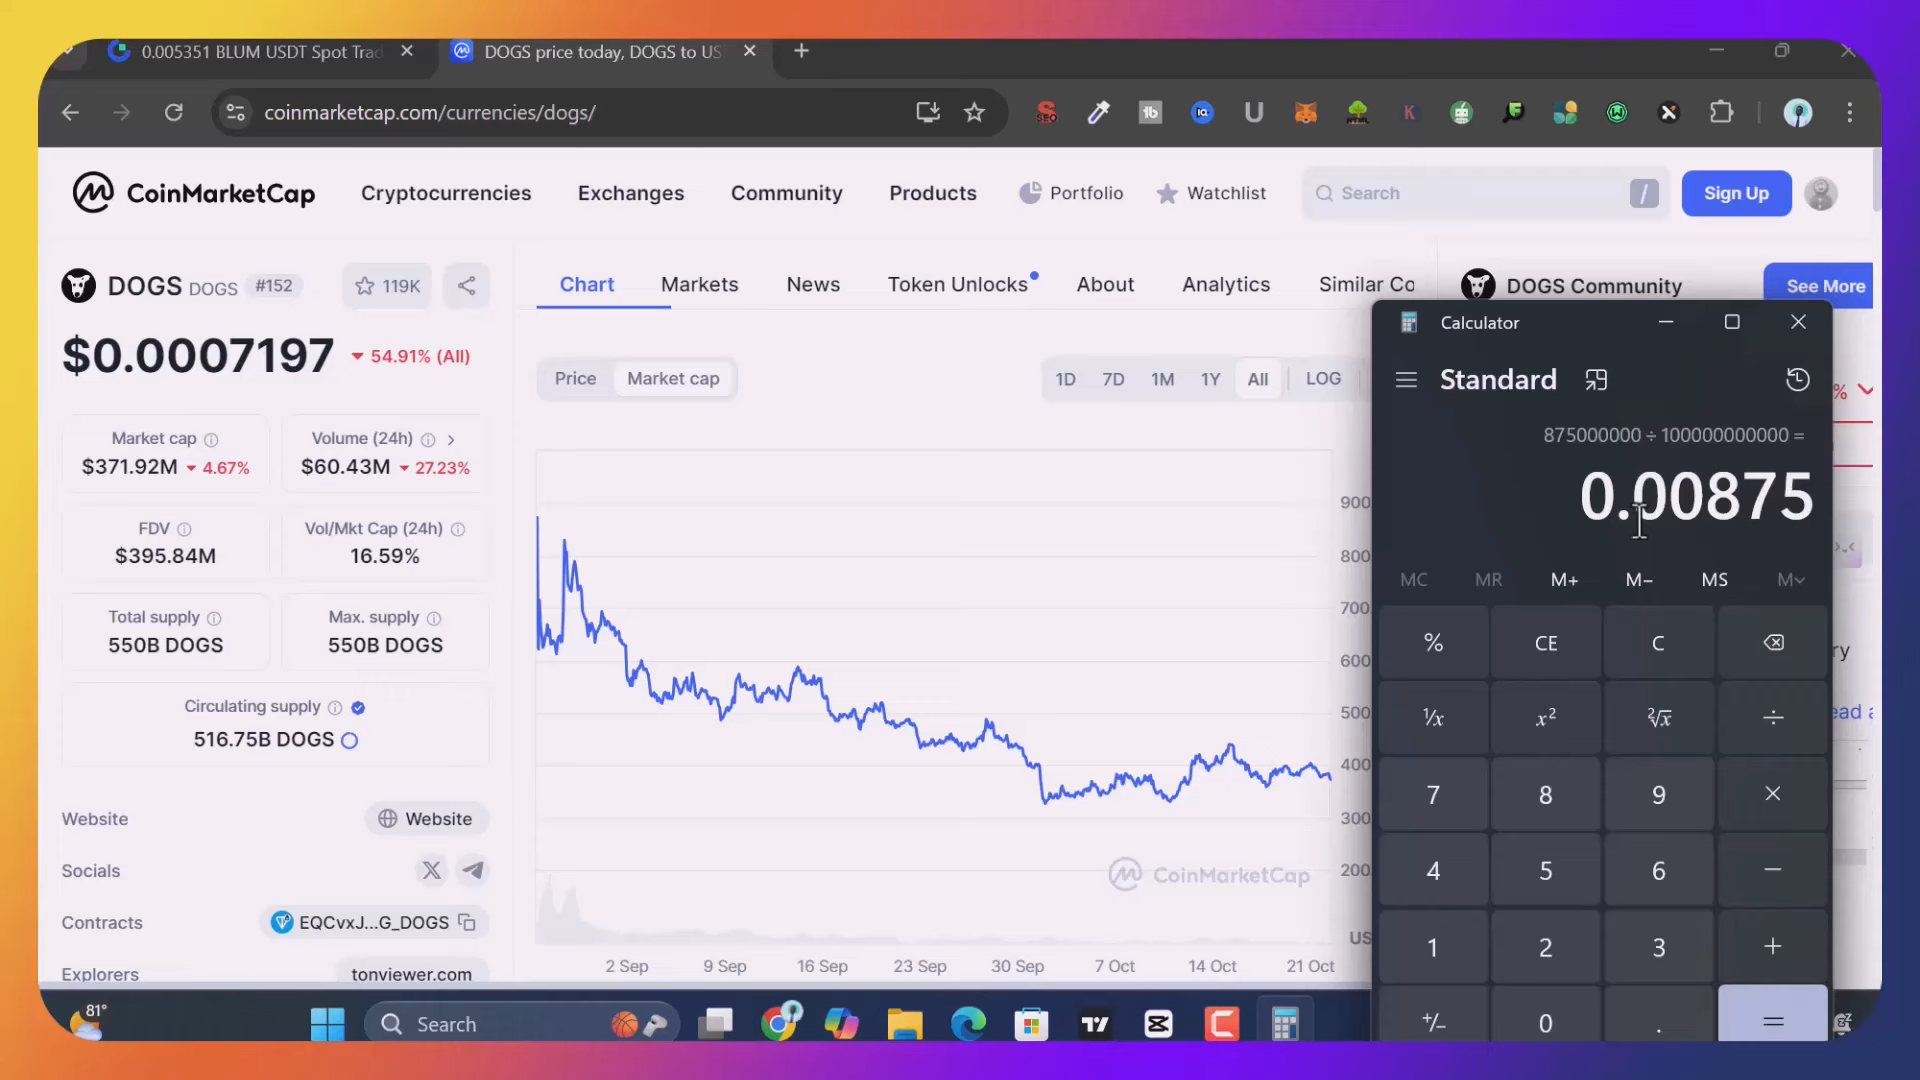 0.005351 BLUM USDT Spot Trad
DOGS price today, DOGS to US
coinmarketcap.com/currencies/dogs/
CoinMarketCap
Cryptocurrencies
Exchanges
Community
Products
Portfolio
Watchlist
Search
/
Sign Up
DOGS DOGS #152
119K
$0.0007197
54.91% (All)
Market cap
$371.92M 4.67%
Volume (24h)
$60.43M 27.23%
FDV
$395.84M
Vol/Mkt Cap (24h)
16.59%
Total supply
550B DOGS
Max. supply
550B DOGS
Circulating supply
516.75B DOGS
Website
Website
Socials
Contracts
EQCvxJ...G_DOGS
Explorers
tonviewer.com
Chart
Markets
News
Token Unlocks
About
Analytics
Similar Co
Price
Market cap
1D 7D 1M 1Y All LOG
900
800
700
600
500
400
300
200
US
CoinMarketCap
2 Sep 9 Sep 16 Sep 23 Sep 30 Sep 7 Oct 14 Oct 21 Oct
DOGS Community
See More
%
ry
ead a
Calculator
Standard
875000000 ÷ 100000000000 =
0.00875
MC MR M+ M− MS M
% CE C
⅟x x² ²√x ÷
7 8 9 ×
4 5 6 −
1 2 3 +
+/− 0 . =
81°
Search